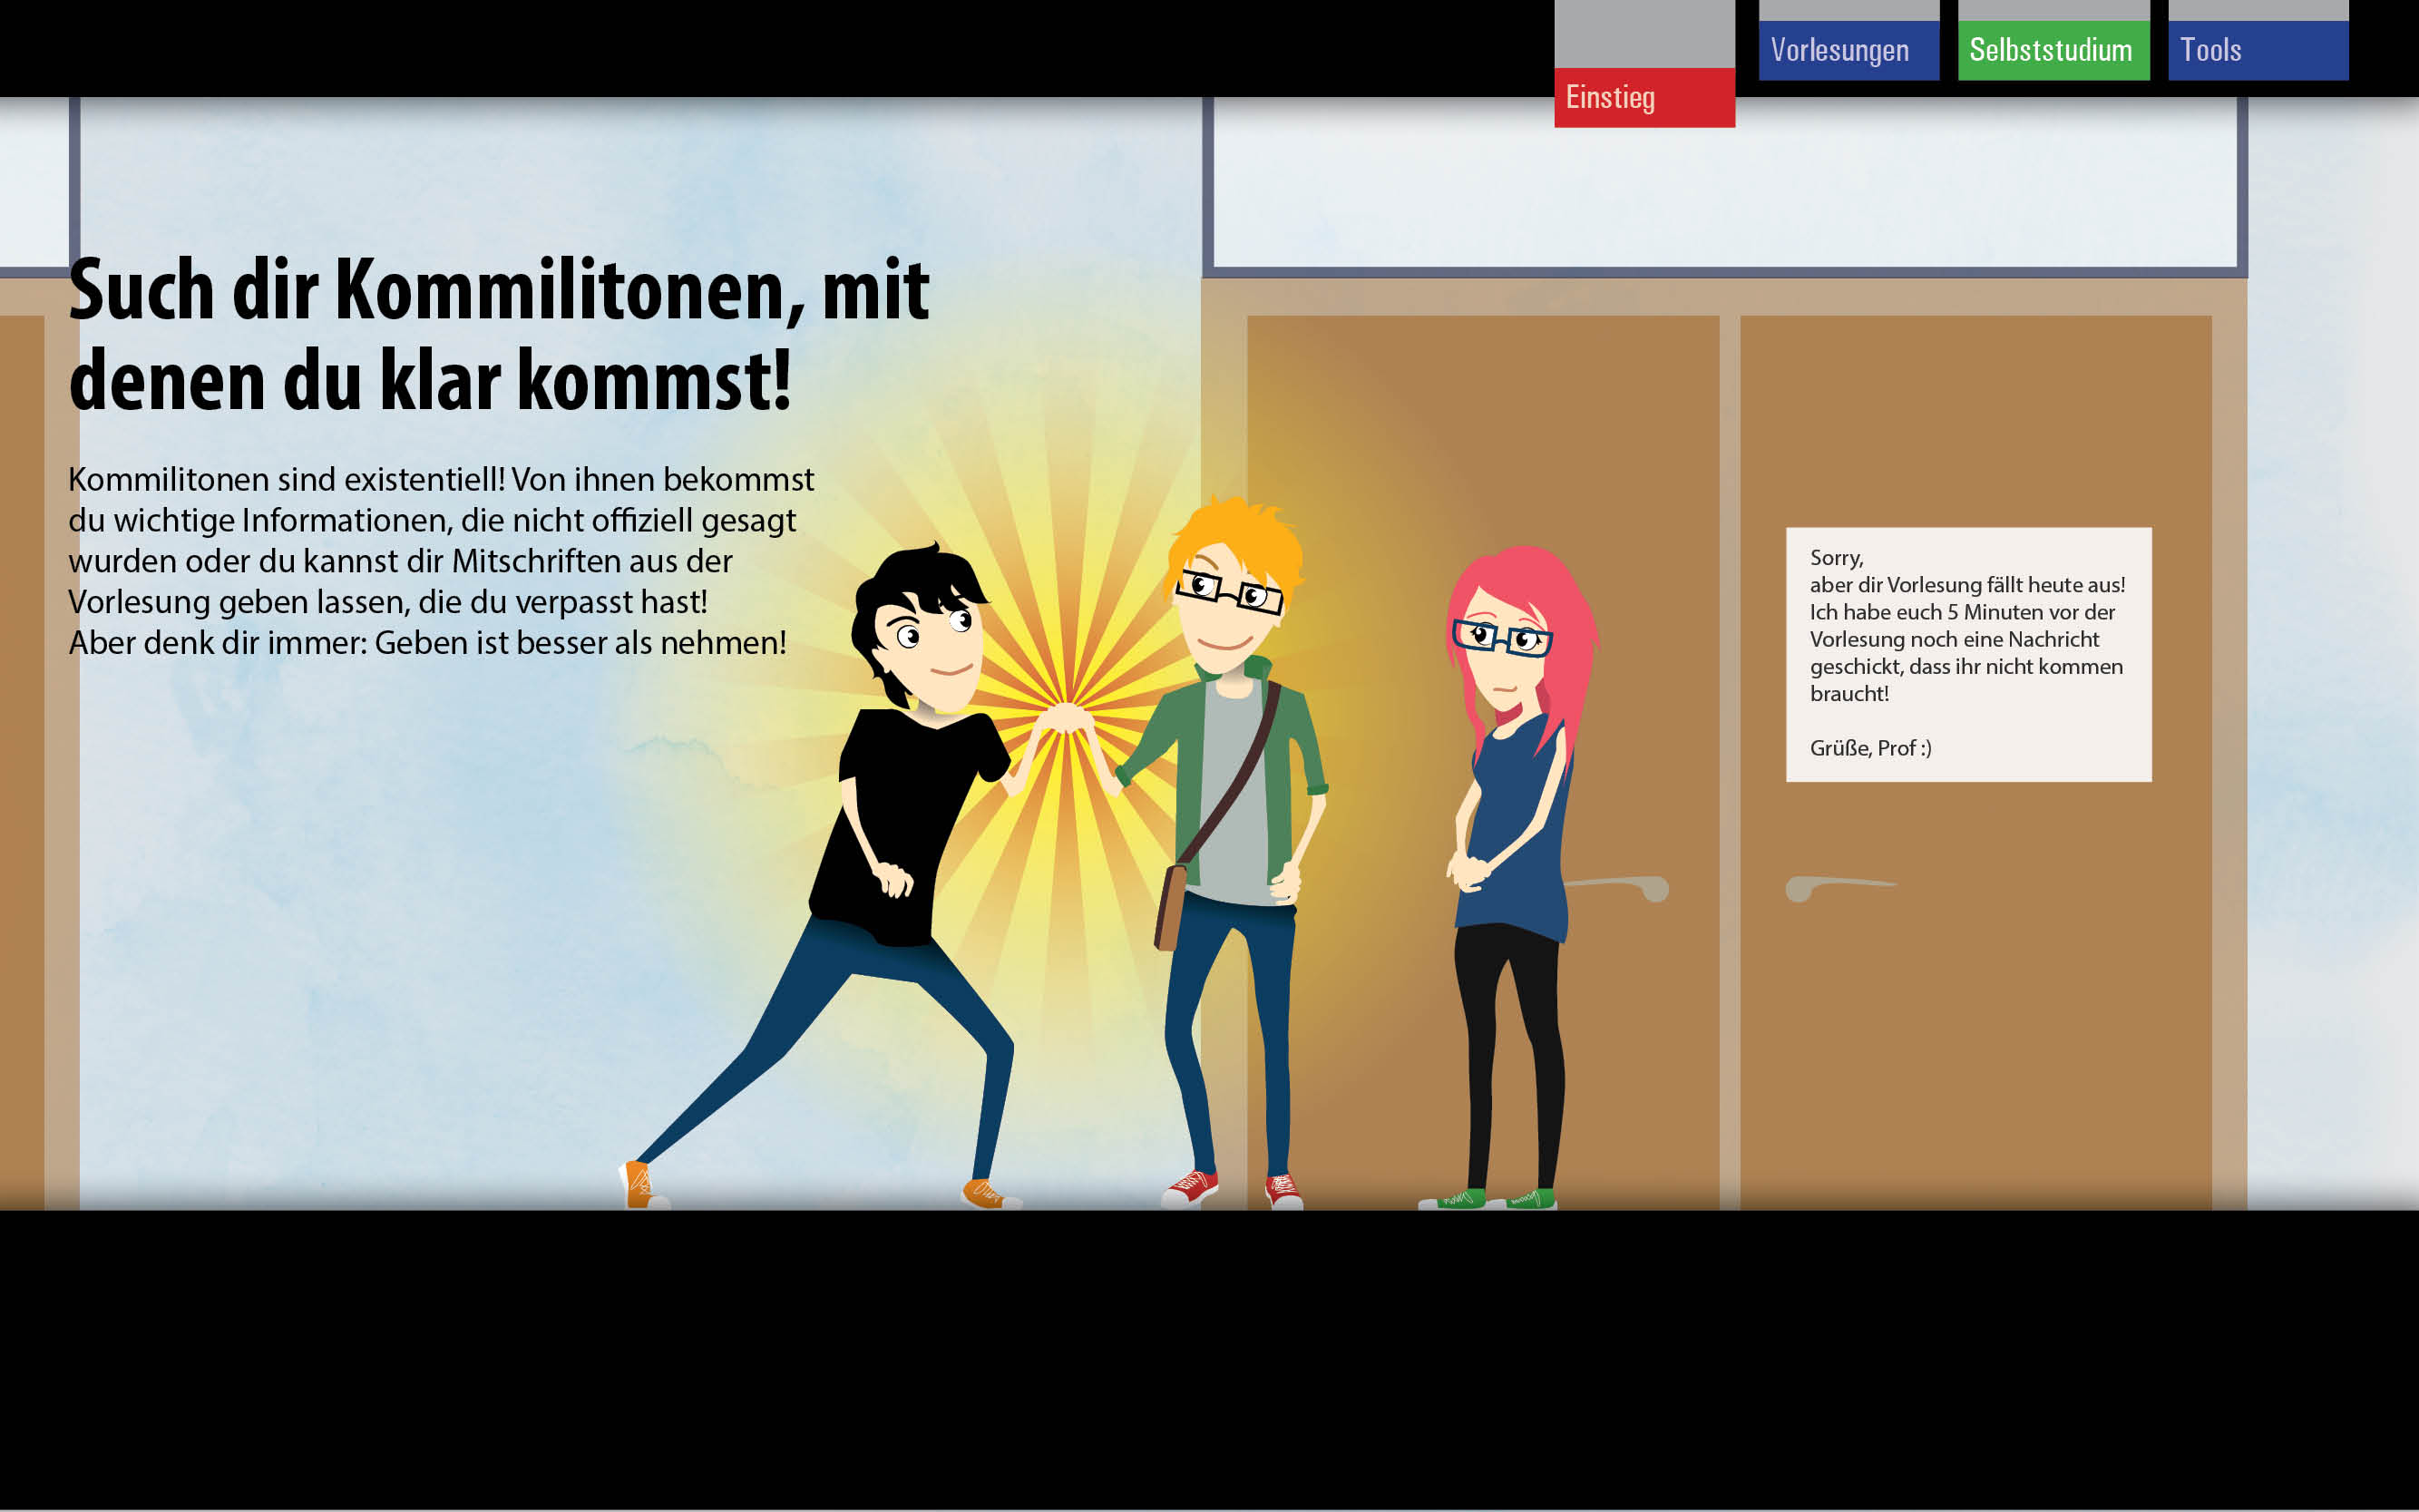 Vorlesungen
Selbststudium
Tools
Einstieg
Such dir Kommilitonen, mit
denen du klar kommst!
Kommilitonen sind existentiell! Von ihnen bekommst
du wichtige Informationen, die nicht offiziell gesagt
wurden oder du kannst dir Mitschriften aus der
Vorlesung geben lassen, die du verpasst hast!
Aber denk dir immer: Geben ist besser als nehmen!
Sorry,
aber dir Vorlesung fällt heute aus!
Ich habe euch 5 Minuten vor der
Vorlesung noch eine Nachricht
geschickt, dass ihr nicht kommen
braucht!
Grüße, Prof :)